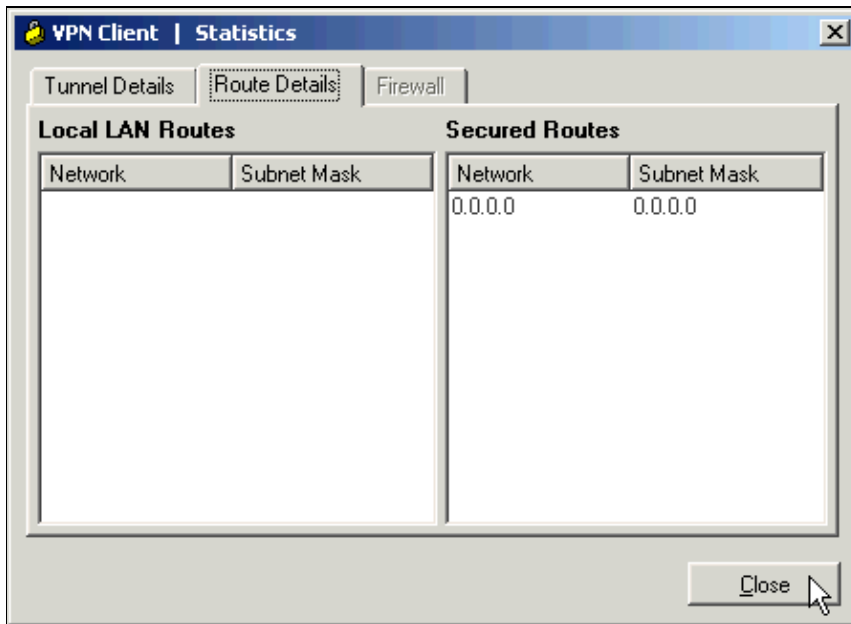 VPN Client | Statistics
Tunnel Details Route Details Firewall
Local LAN Routes Secured Routes
Network Subnet Mask Network Subnet Mask
0.0.0.0 0.0.0.0
Close